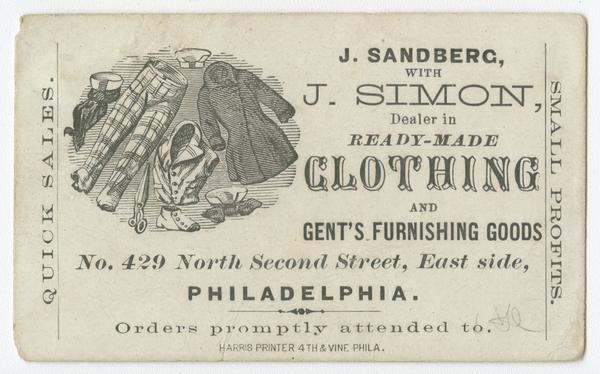 QUICK SALES.
J. SANDBERG,
WITH
J. SIMON,
Dealer in
READY-MADE
CLOTHING
AND
GENT'S FURNISHING GOODS
No. 429 North Second Street, East side,
PHILADELPHIA.
Orders promptly attended to.
HARRIS PRINTER 4TH & VINE PHILA.
SMALL PROFITS.